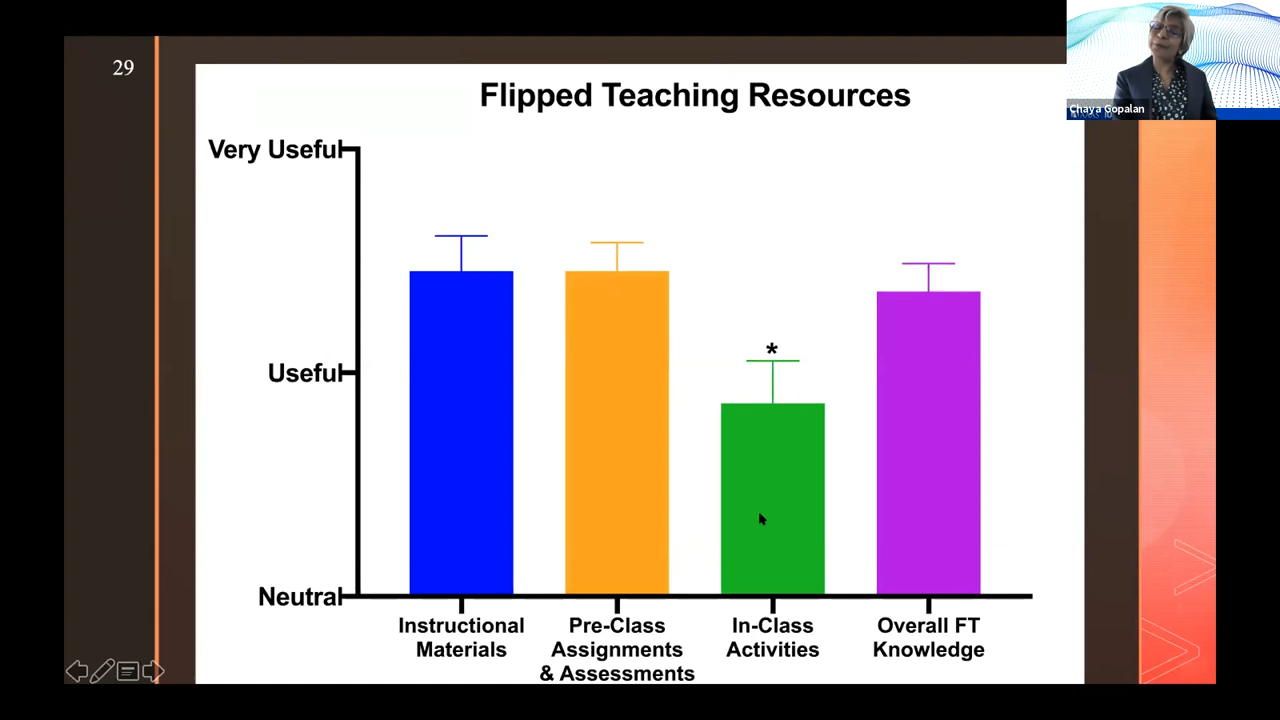 29
Flipped Teaching Resources
Chaya Gopalan
Very Useful
*
Useful
Neutral
Instructional
Materials
Pre-Class
Assignments
& Assessments
In-Class
Activities
Overall FT
Knowledge